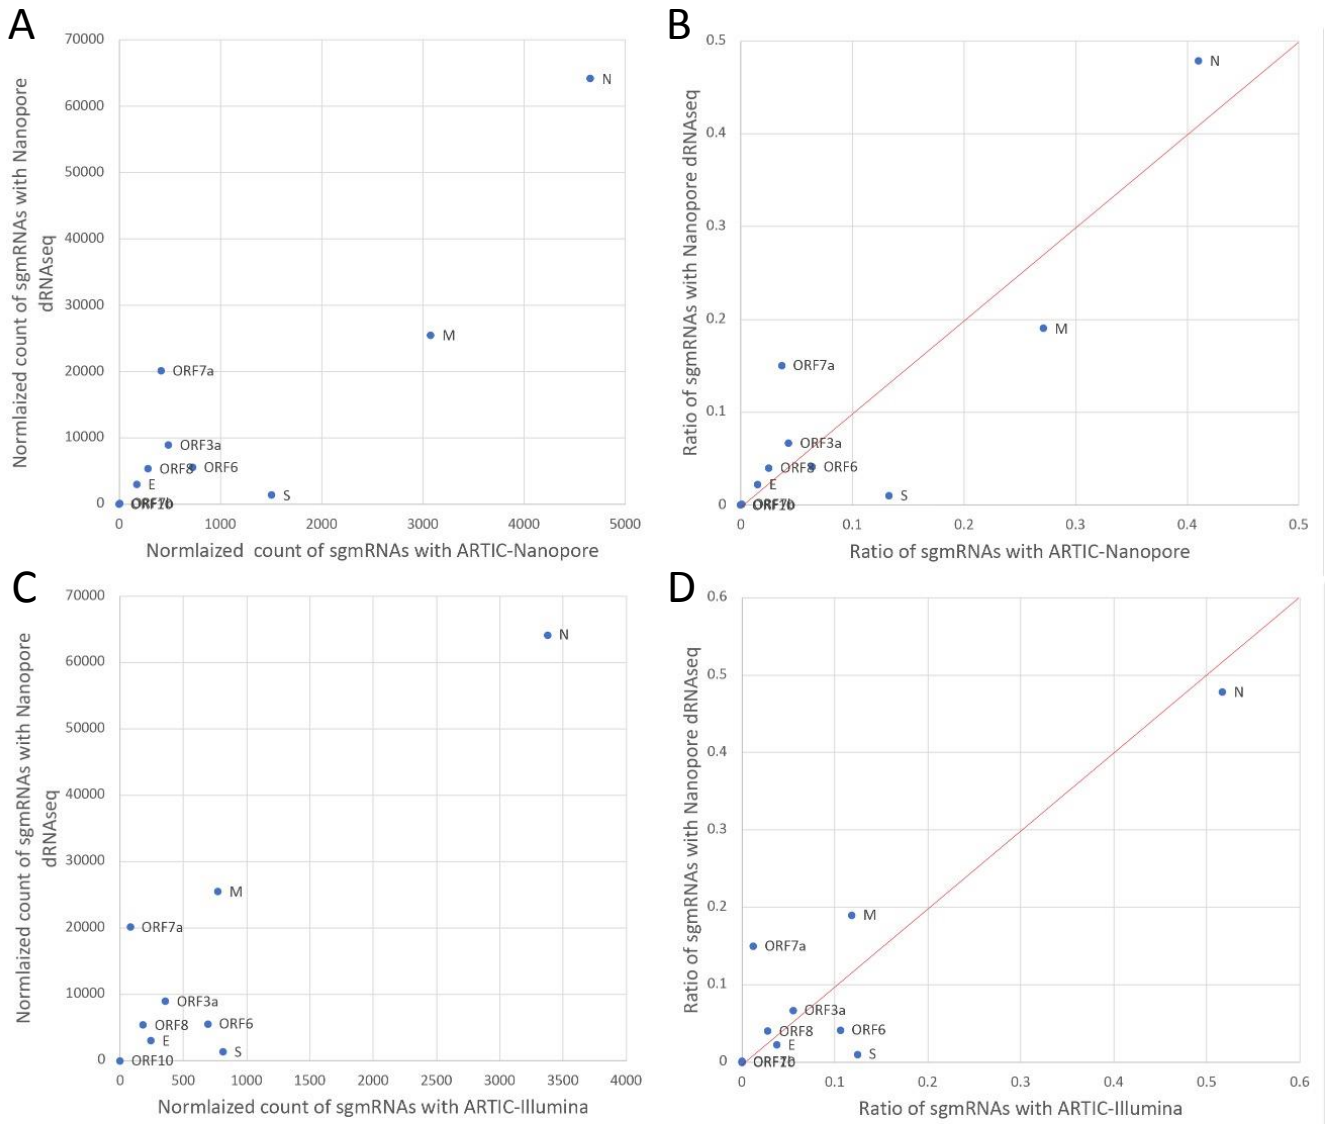 A
70000
60000
50000
40000
30000
20000
10000
0
0 1000 2000 3000 4000 5000
Normlaized count of sgmRNAs with Nanopore
dRNAseq
Normlaized count of sgmRNAs with ARTIC-Nanopore
N
M
ORF7a
ORF3a
ORF8
ORF6
E
S
B
0.5
0.4
0.3
0.2
0.1
0
0 0.1 0.2 0.3 0.4 0.5
Ratio of sgmRNAs with Nanopore dRNAseq
Ratio of sgmRNAs with ARTIC-Nanopore
N
M
ORF7a
ORF3a
ORF8
ORF6
E
S
C
70000
60000
50000
40000
30000
20000
10000
0
0 500 1000 1500 2000 2500 3000 3500 4000
Normlaized count of sgmRNAs with Nanopore
dRNAseq
Normlaized count of sgmRNAs with ARTIC-Illumina
N
M
ORF7a
ORF3a
ORF8
ORF6
E
S
ORF10
D
0.6
0.5
0.4
0.3
0.2
0.1
0
0 0.1 0.2 0.3 0.4 0.5 0.6
Ratio of sgmRNAs with Nanopore dRNAseq
Ratio of sgmRNAs with ARTIC-Illumina
N
M
ORF7a
ORF3a
ORF8
ORF6
E
S